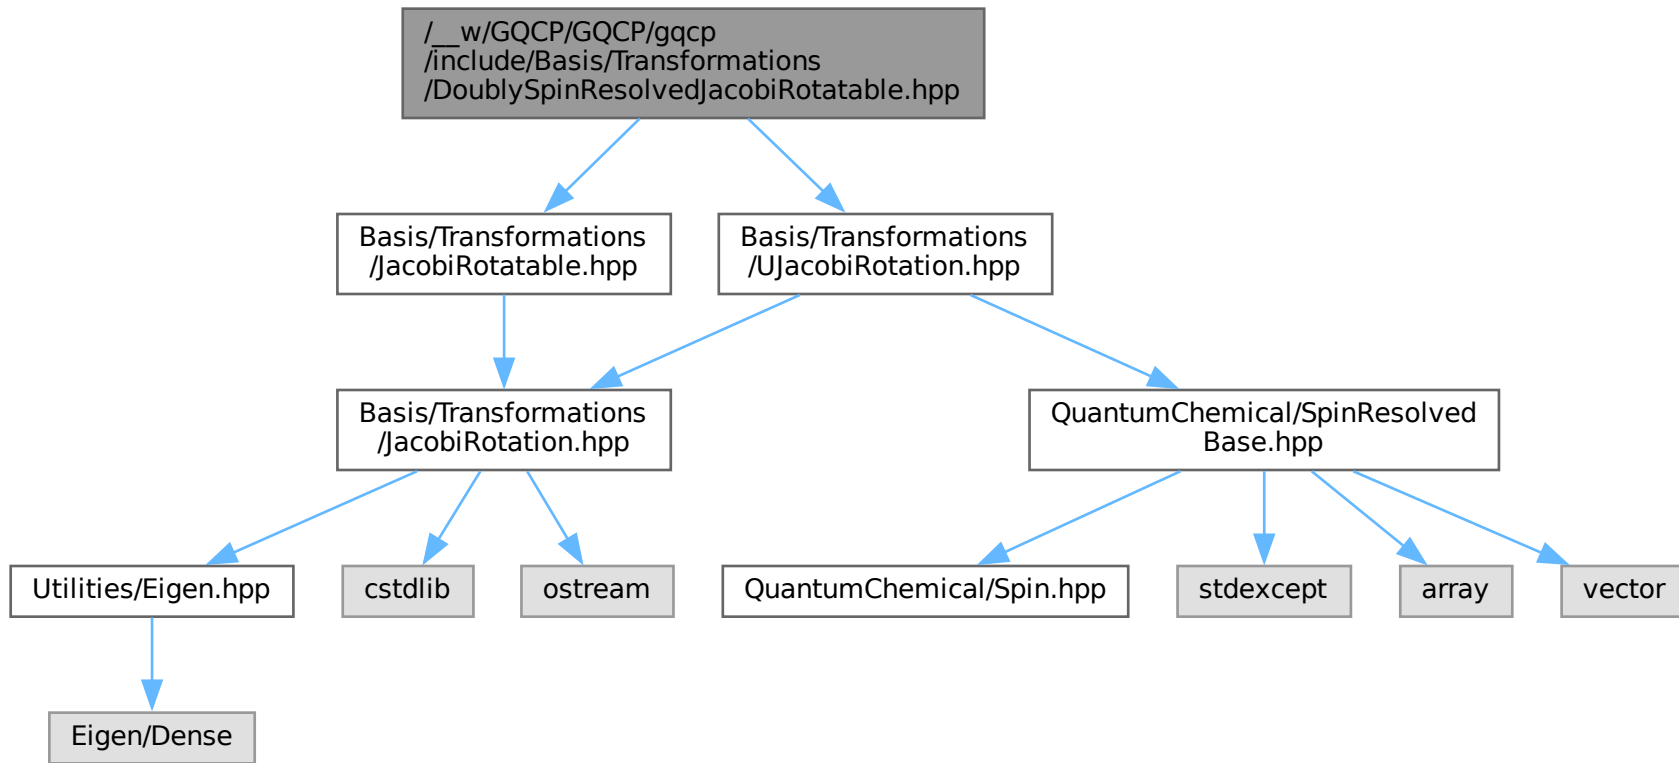 /__w/GQCP/GQCP/gqcp
/include/Basis/Transformations
/DoublySpinResolvedJacobiRotatable.hpp
Basis/Transformations
/JacobiRotatable.hpp
Basis/Transformations
/UJacobiRotation.hpp
Basis/Transformations
/JacobiRotation.hpp
QuantumChemical/SpinResolved
Base.hpp
Utilities/Eigen.hpp
cstdlib
ostream
QuantumChemical/Spin.hpp
stdexcept
array
vector
Eigen/Dense